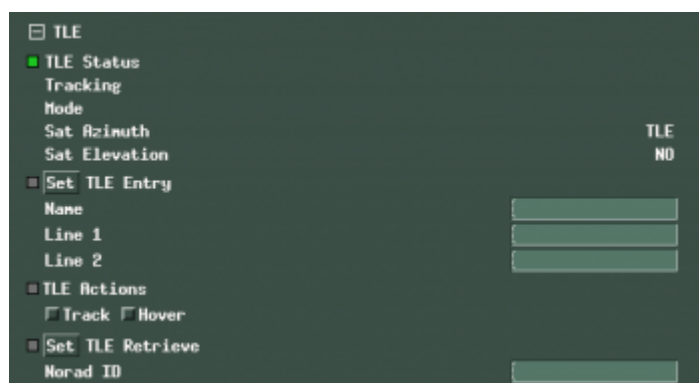 TLE
TLE Status
Tracking
Mode
Sat Azimuth TLE
Sat Elevation NO
Set TLE Entry
Name
Line 1
Line 2
TLE Actions
Track Hover
Set TLE Retrieve
Norad ID